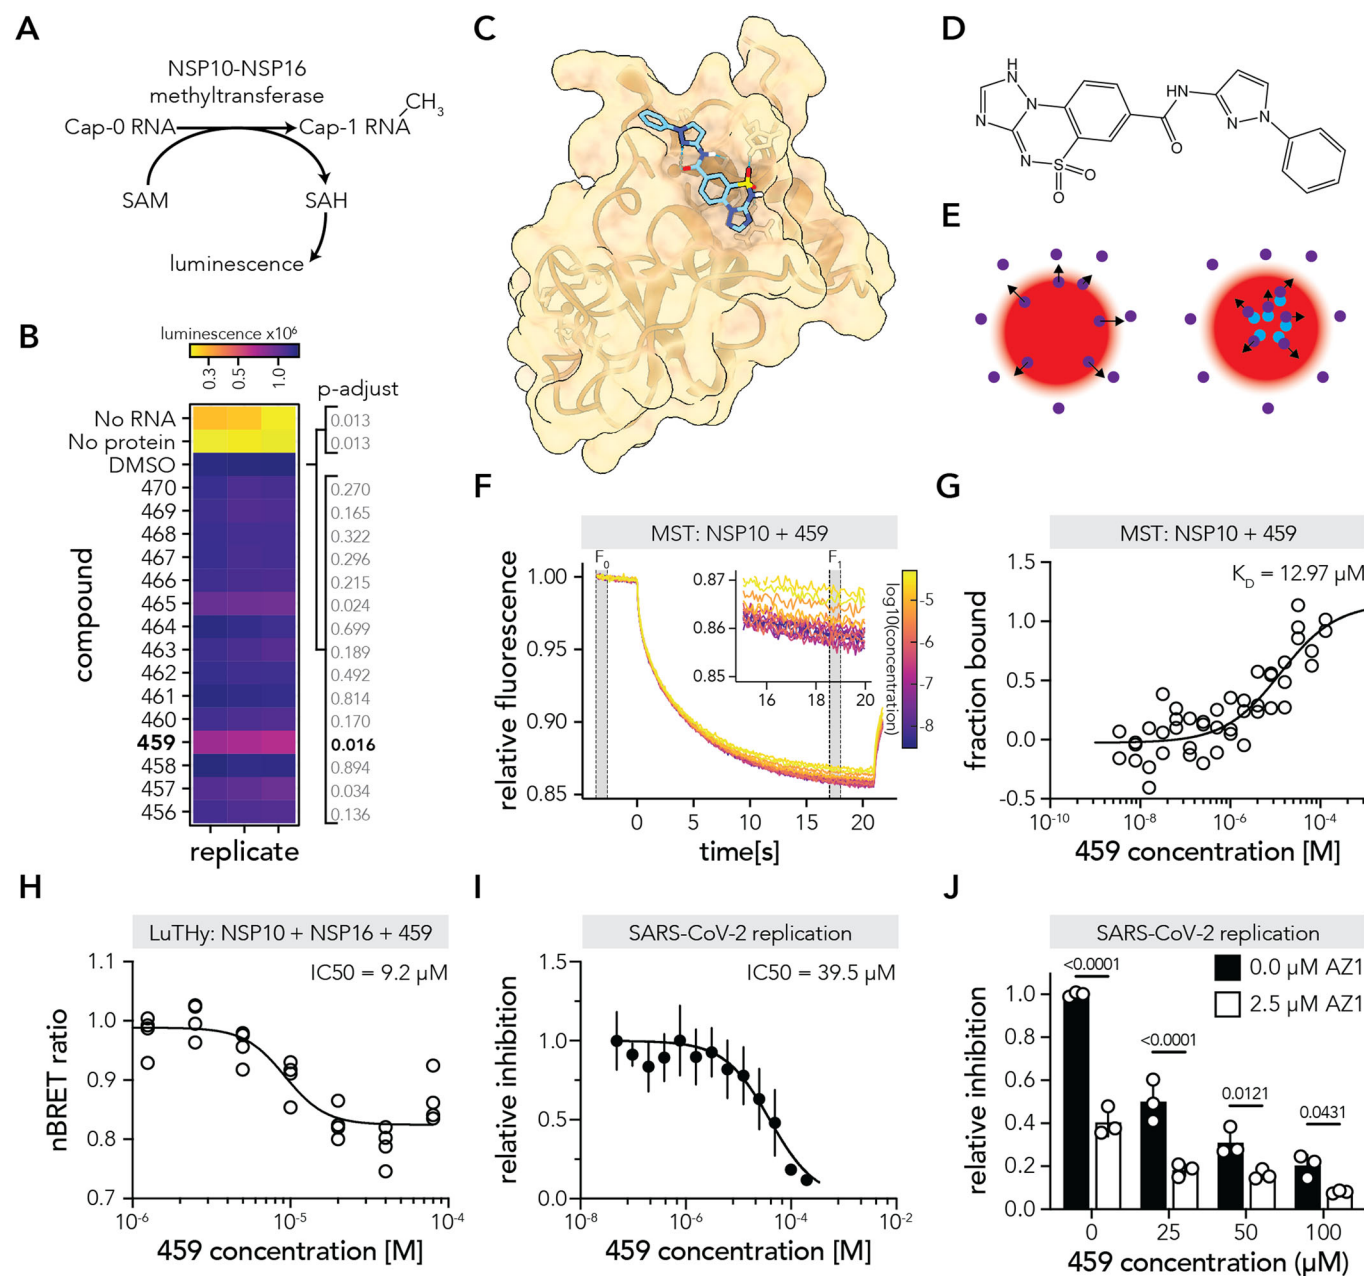 A
NSP10-NSP16
methyltransferase
CH3
Cap-0 RNA
Cap-1 RNA
SAM
SAH
luminescence
B
luminescence x10⁶
0.3
0.5
1.0
p-adjust
No RNA 0.013
No protein 0.013
DMSO
470 0.270
469 0.165
468 0.322
467 0.296
466 0.215
465 0.024
464 0.699
463 0.189
462 0.492
461 0.814
460 0.170
459 0.016
458 0.894
457 0.034
456 0.136
compound
replicate
C
D
H
N
N
N
N
S
O
O
O
HN
N
N
E
F
MST: NSP10 + 459
F0
F1
1.00
0.95
0.90
0.85
relative fluorescence
0.87
0.86
0.85
16
18
20
log10(concentration)
-5
-6
-7
-8
0
5
10
15
20
time[s]
G
MST: NSP10 + 459
KD = 12.97 µM
1.5
1.0
0.5
0.0
-0.5
fraction bound
10⁻¹⁰
10⁻⁸
10⁻⁶
10⁻⁴
459 concentration [M]
H
LuTHy: NSP10 + NSP16 + 459
IC50 = 9.2 µM
1.1
1.0
0.9
0.8
0.7
nBRET ratio
10⁻⁶
10⁻⁵
10⁻⁴
459 concentration [M]
I
SARS-CoV-2 replication
IC50 = 39.5 µM
1.5
1.0
0.5
0.0
relative inhibition
10⁻⁸
10⁻⁶
10⁻⁴
10⁻²
459 concentration [M]
J
SARS-CoV-2 replication
<0.0001
<0.0001
0.0121
0.0431
0.0 µM AZ1
2.5 µM AZ1
1.0
0.8
0.6
0.4
0.2
0.0
relative inhibition
0
25
50
100
459 concentration (µM)